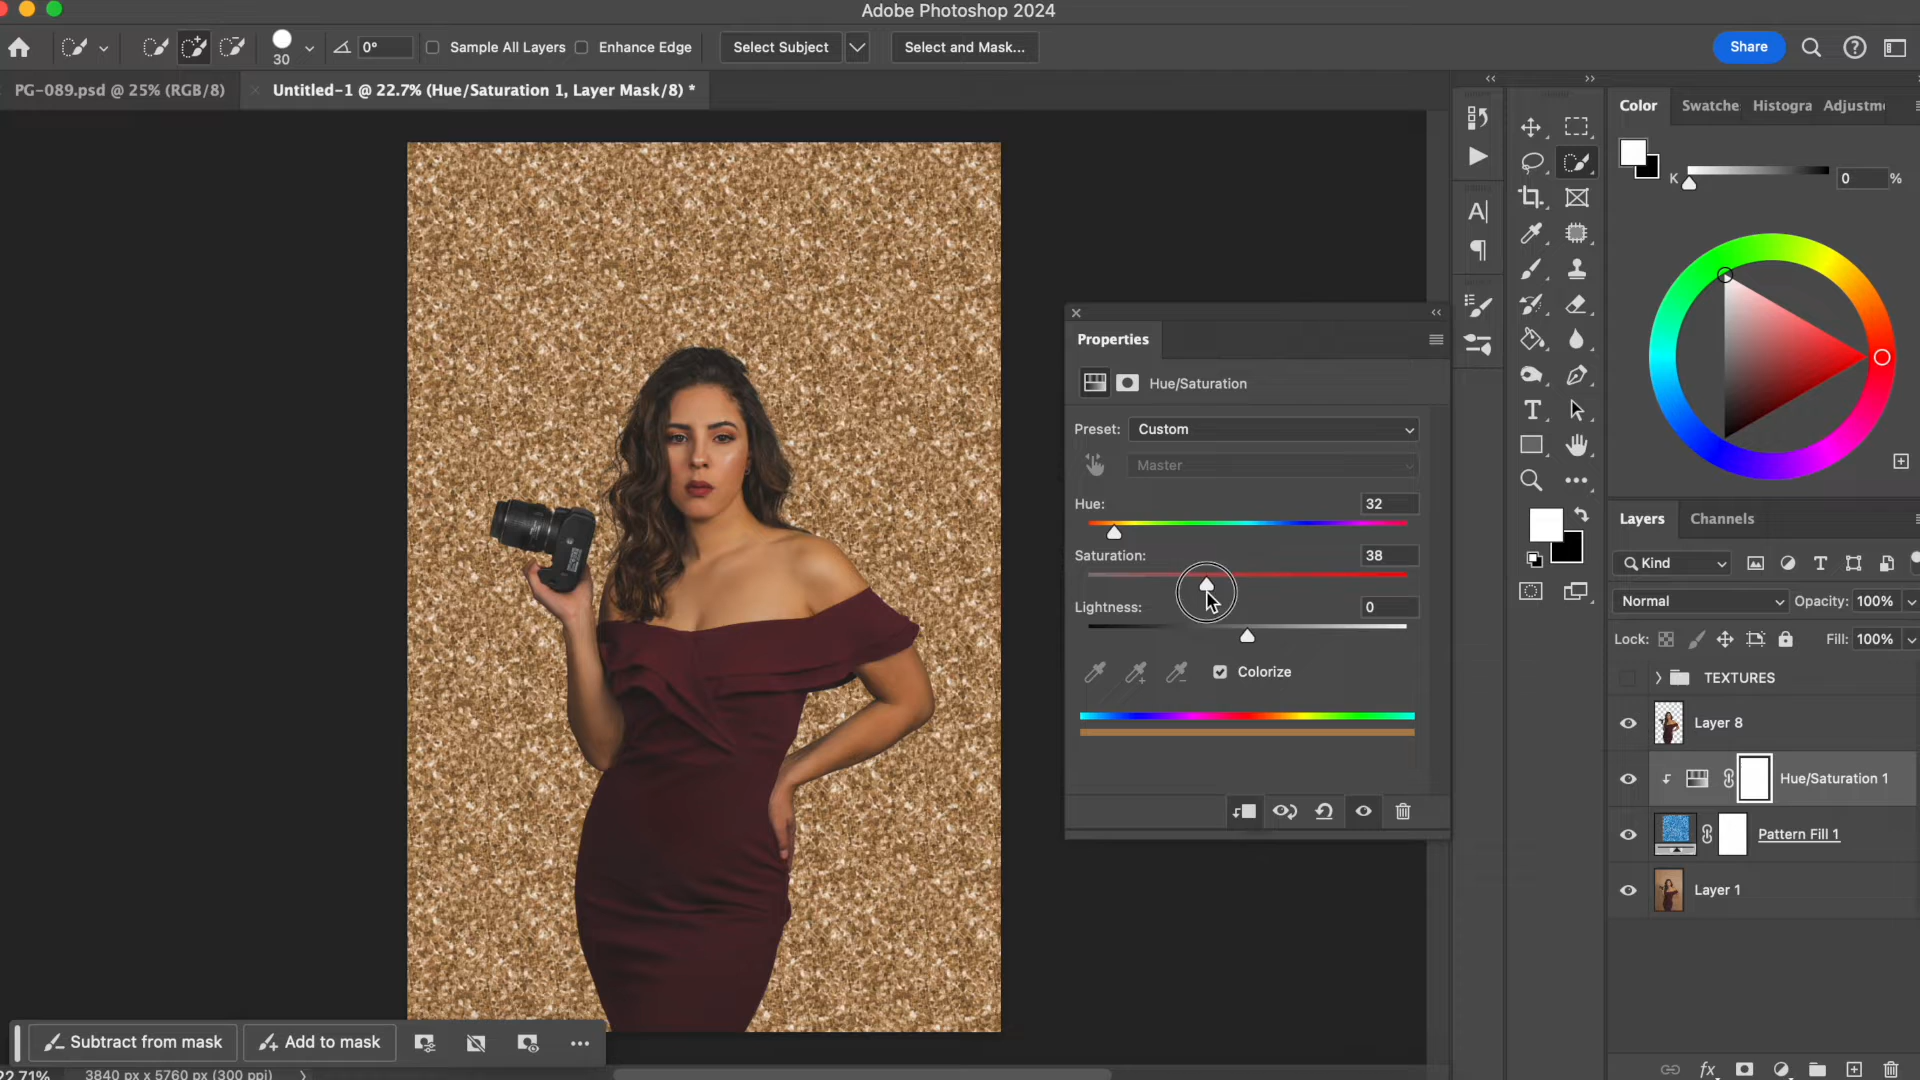 Adobe Photoshop 2024
30
0°
Sample All Layers
Enhance Edge
Select Subject
Select and Mask...
Share
PG-089.psd @ 25% (RGB/8)
Untitled-1 @ 22.7% (Hue/Saturation 1, Layer Mask/8) *
Color
Swatche
Histogra
Adjustm
K
0
%
Properties
Hue/Saturation
Preset:
Custom
Master
Hue:
32
Saturation:
38
Lightness:
0
Colorize
Layers
Channels
Kind
Normal
Opacity:
100%
Lock:
Fill:
100%
TEXTURES
Layer 8
Hue/Saturation 1
Pattern Fill 1
Layer 1
Subtract from mask
Add to mask
22.71%
3840 px x 5760 px (300 ppi)
fx